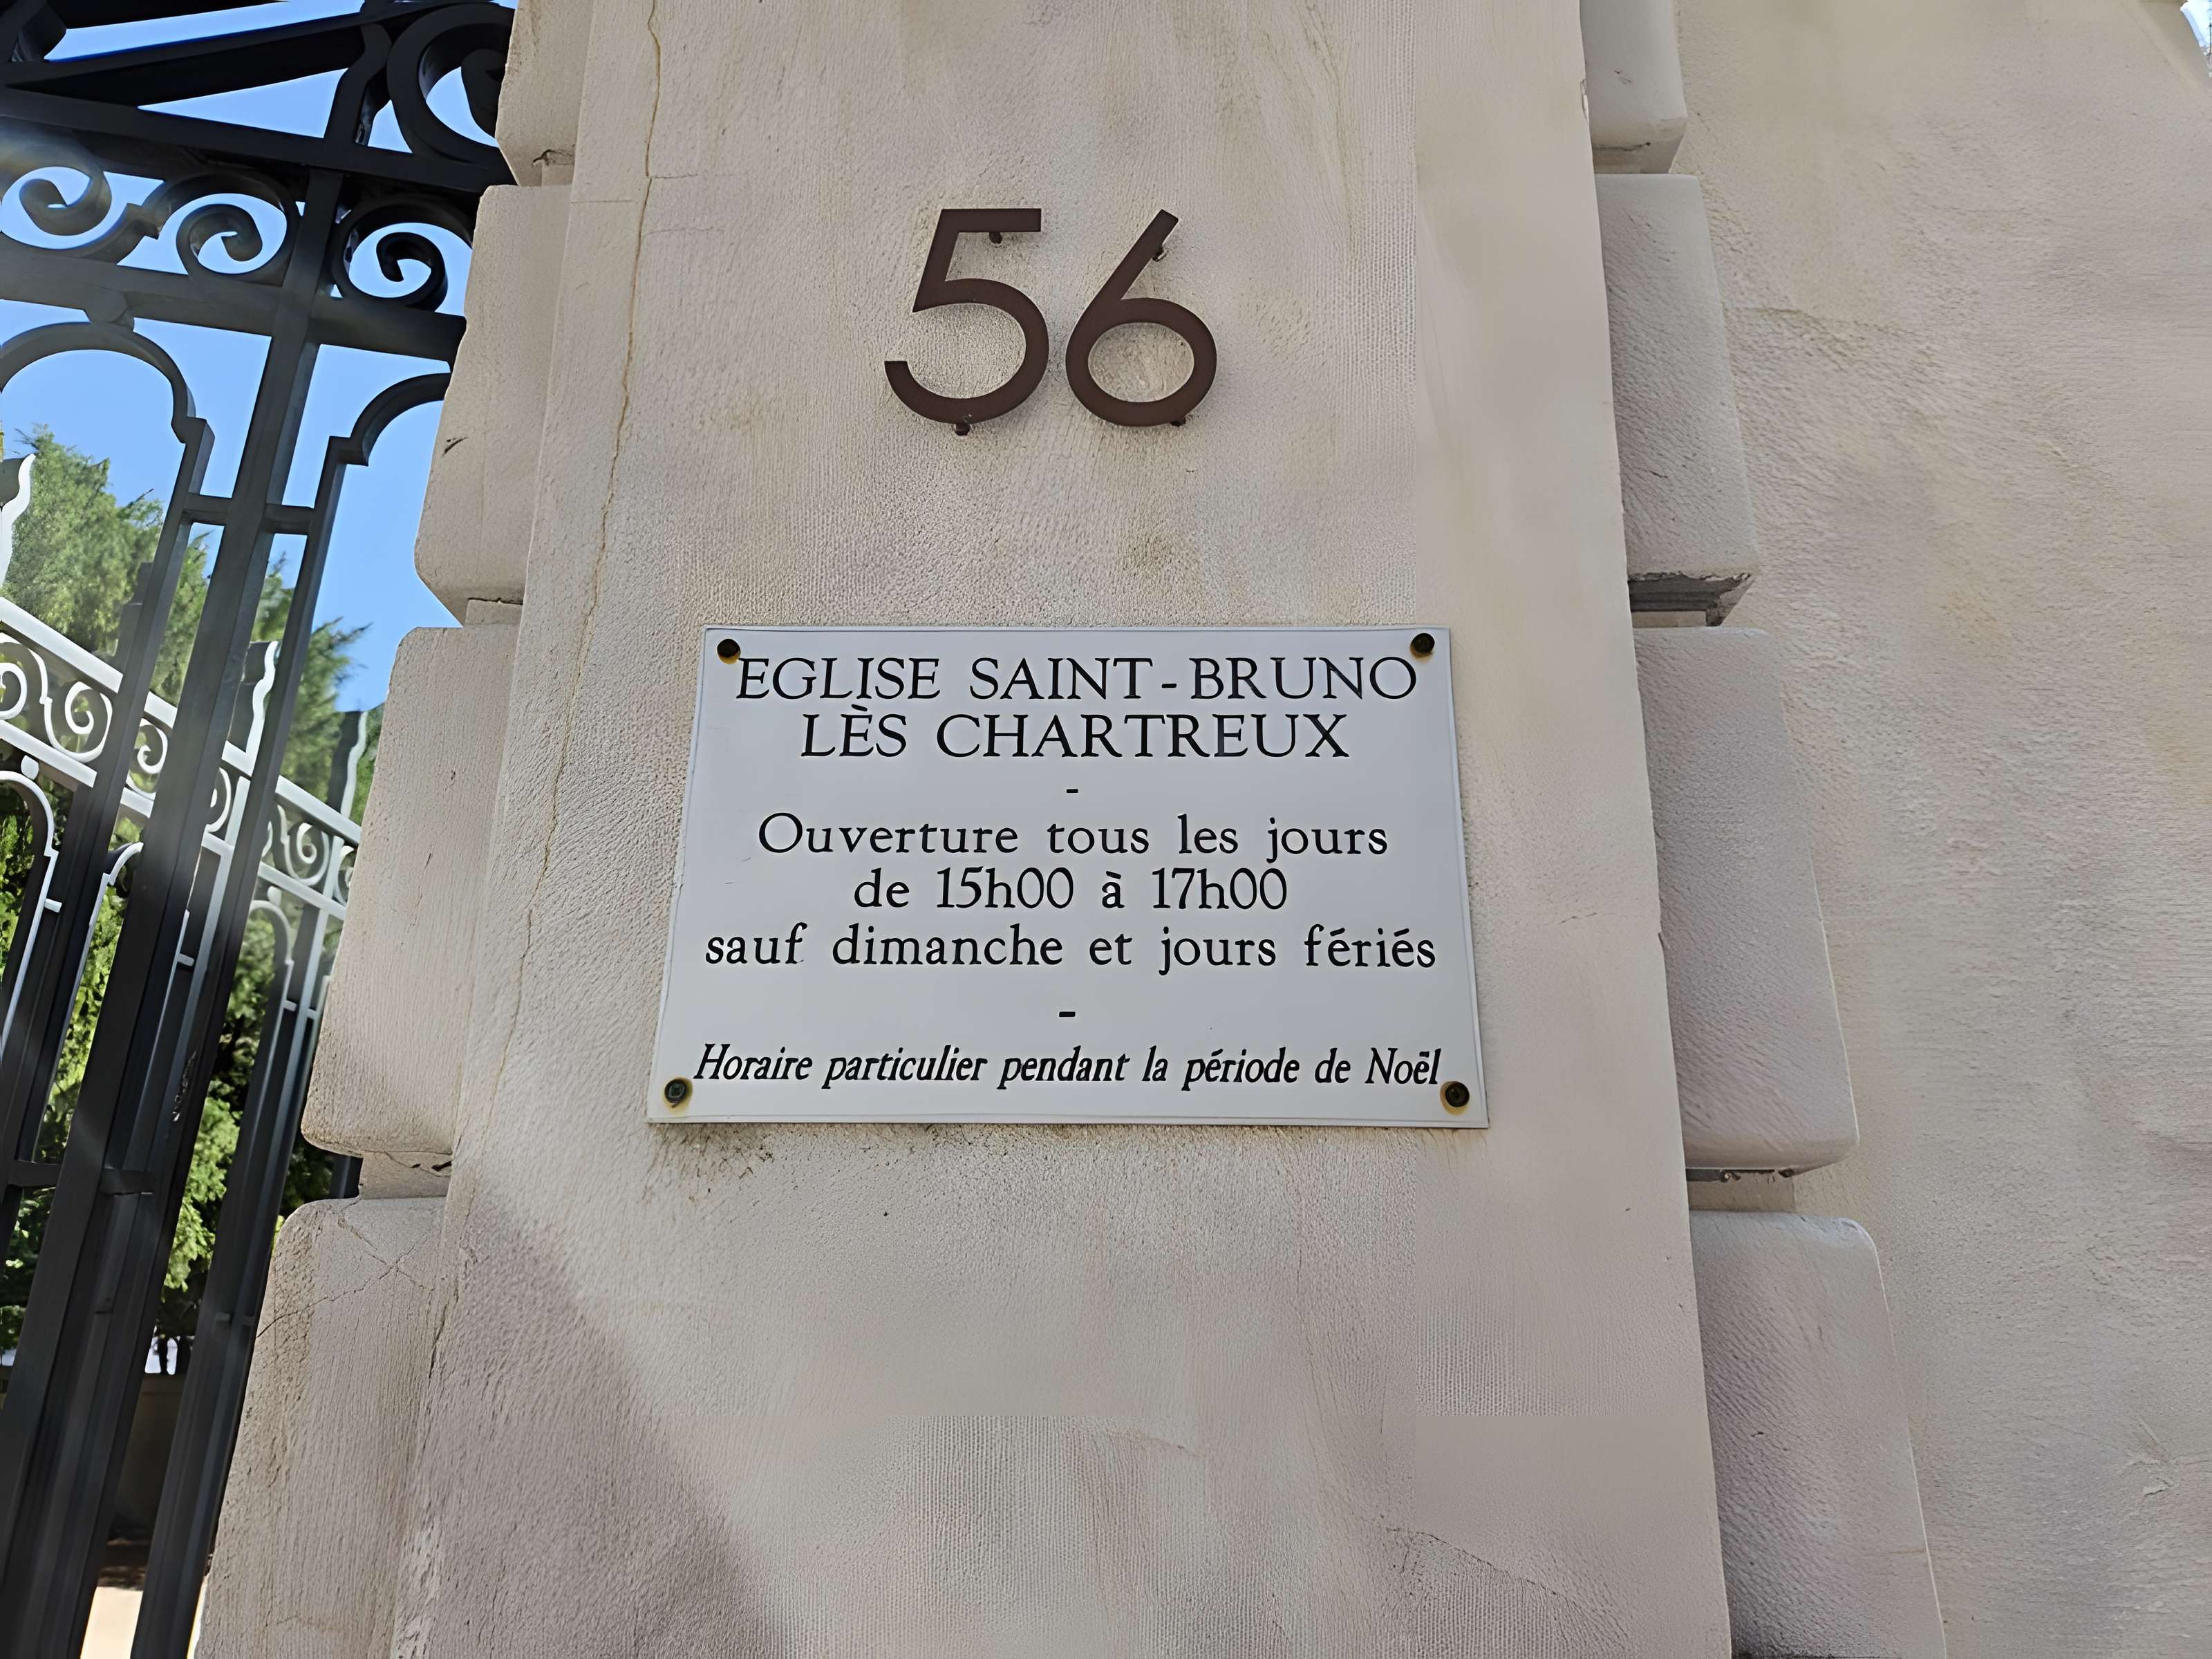 56
EGLISE SAINT-BRUNO
LÈS CHARTREUX
-
Ouverture tous les jours
de 15h00 à 17h00
sauf dimanche et jours fériés
-
Horaire particulier pendant la période de Noël